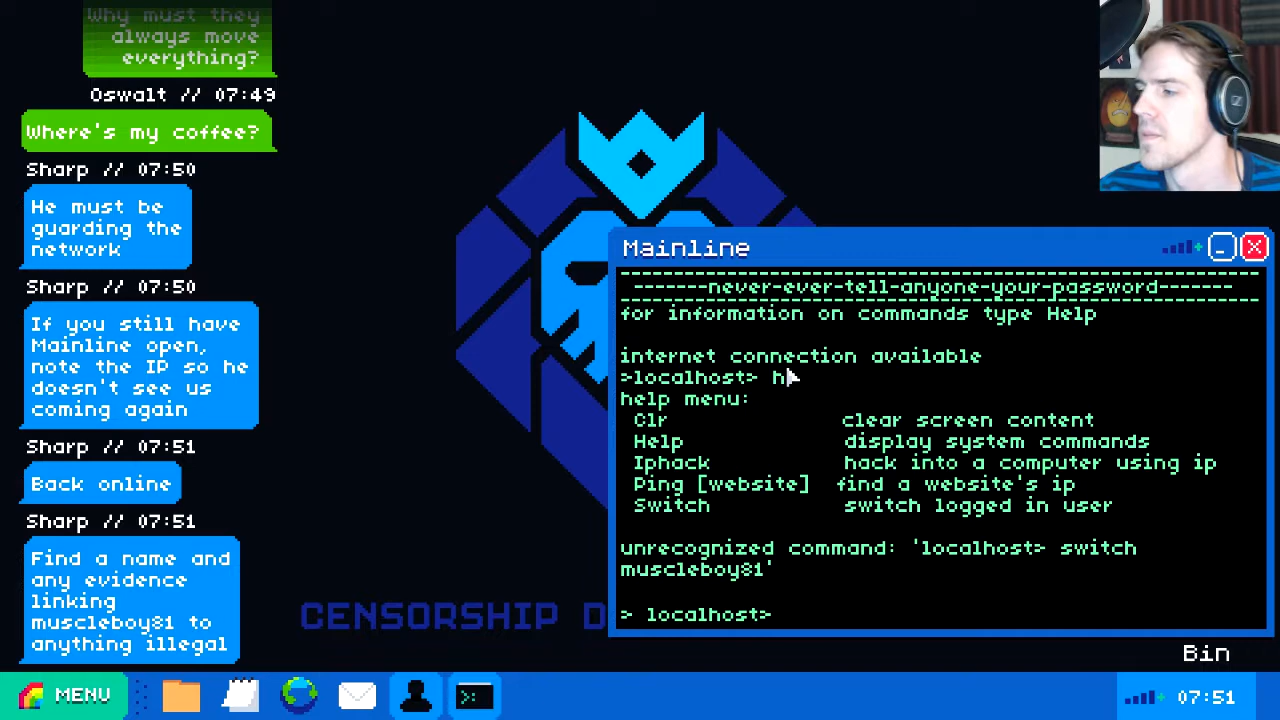 Why must they
always move
everything?
Oswalt // 07:49
Where's my coffee?
Sharp // 07:50
He must be
guarding the
network
Sharp // 07:50
If you still have
Mainline open,
note the IP so he
doesn't see us
coming again
Sharp // 07:51
Back online
Sharp // 07:51
Find a name and
any evidence
linking
muscleboy81 to
anything illegal
CENSORSHIP D
Mainline
-------never-ever-tell-anyone-your-password-------
for information on commands type Help
internet connection available
>localhost> h
help menu:
Clr clear screen content
Help display system commands
Iphack hack into a computer using ip
Ping [website] find a website's ip
Switch switch logged in user
unrecognized command: 'localhost> switch
muscleboy81'
> localhost>
Bin
MENU
07:51